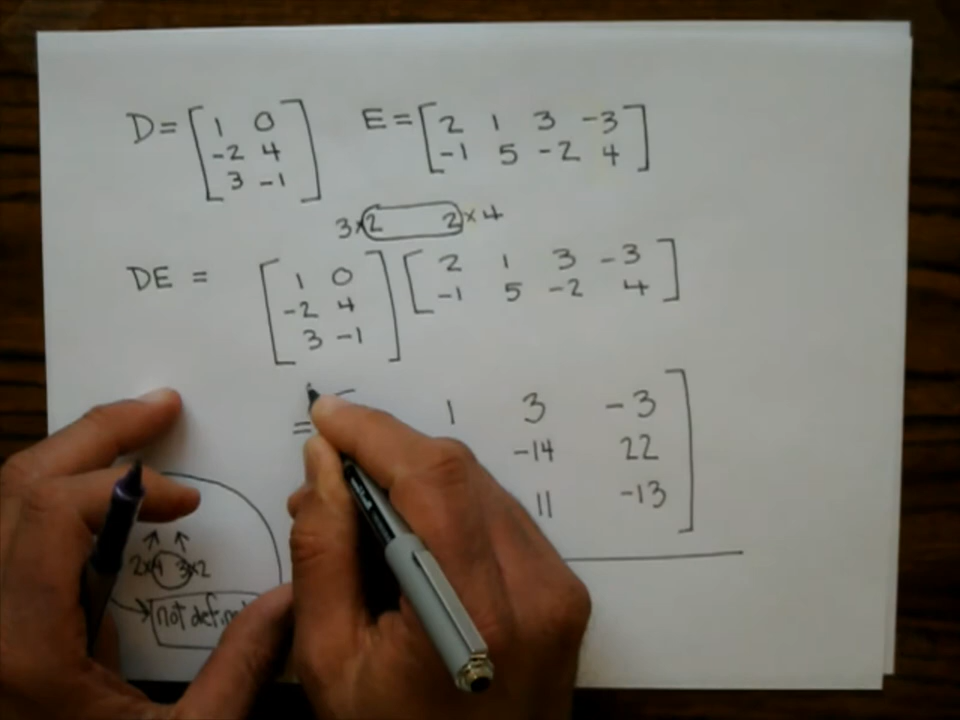 D = [ 1 0 E = [ 2 1 3 -3 ]
-2 4 -1 5 -2 4
3 -1 ]
3×2 2×4
DE = [ 1 0 ] [ 2 1 3 -3 ]
-2 4 -1 5 -2 4
3 -1
= 1 3 -3 ]
-14 22
11 -13
2×4 3×2
not